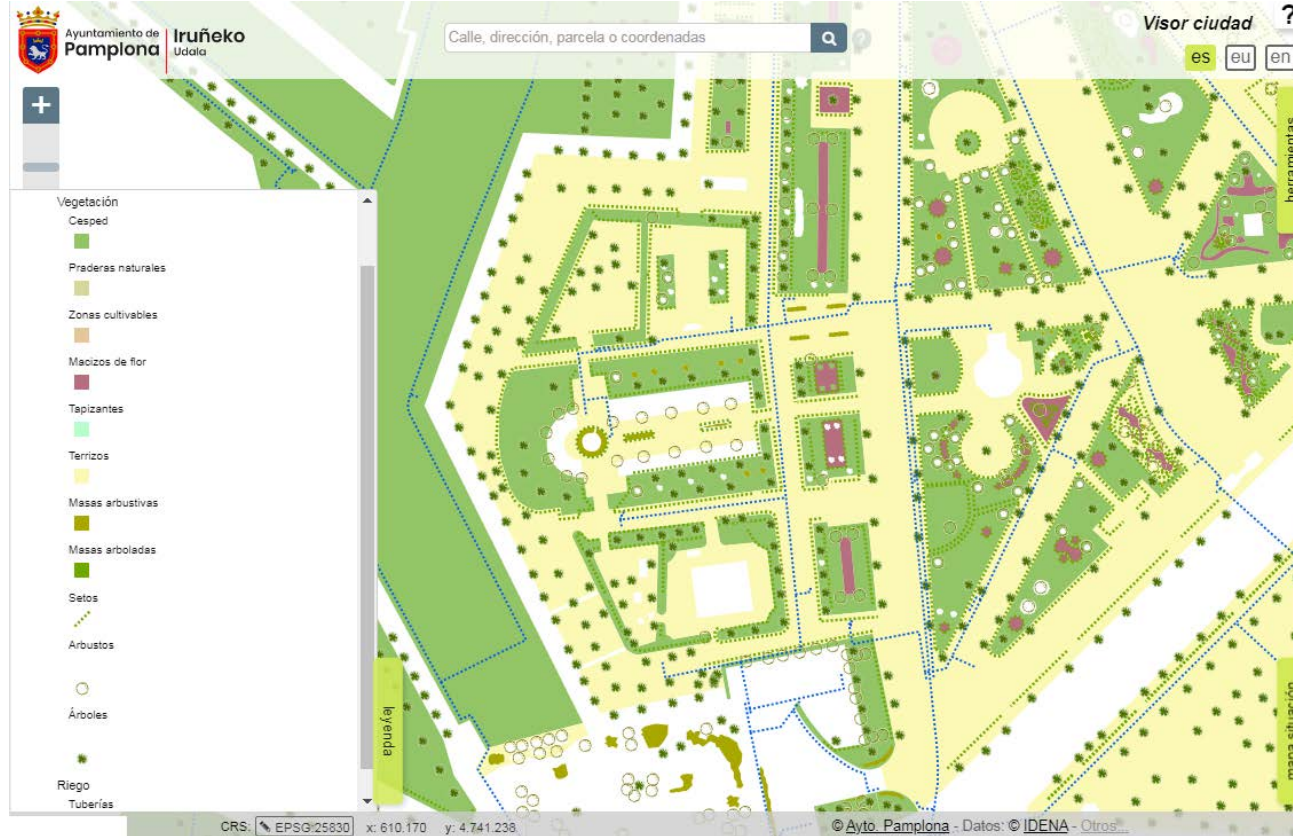 Ayuntamiento de
Pamplona
Iruñeko
Udala
Calle, dirección, parcela o coordenadas
?
Visor ciudad
?
es
eu
en
+
herramientas
Vegetación
Cesped
Praderas naturales
Zonas cultivables
Macizos de flor
Tapizantes
Terrizos
Masas arbustivas
Masas arboladas
Setos
Arbustos
Árboles
Riego
Tuberías
leyenda
mapa situación
CRS: EPSG:25830 x: 610.170 y: 4.741.238
© Ayto. Pamplona - Datos: © IDENA - Otros...